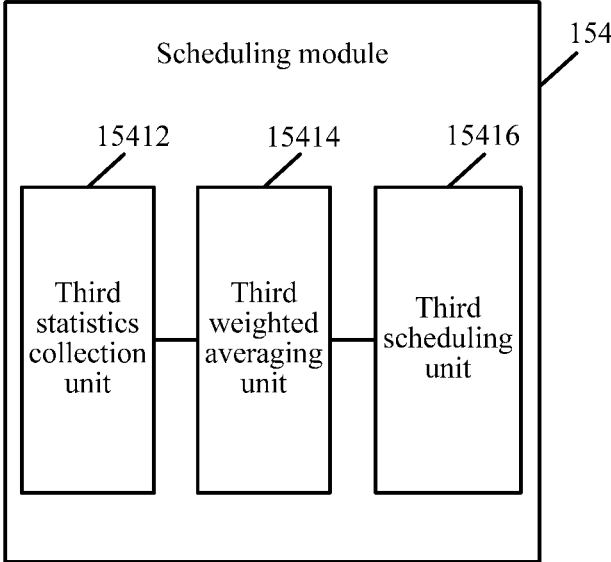 Scheduling module
154
15412
15414
15416
Third
statistics
collection
unit
Third
weighted
averaging
unit
Third
scheduling
unit